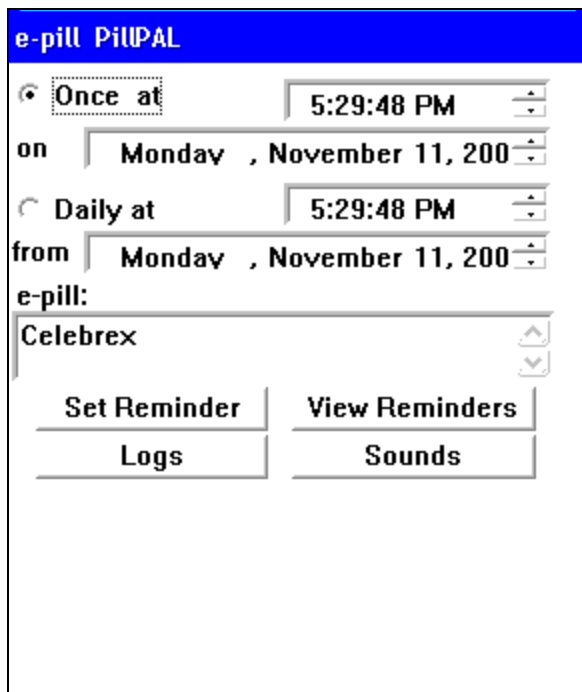 e-pill PillPAL
Once at 5:29:48 PM
on Monday , November 11, 200
Daily at 5:29:48 PM
from Monday , November 11, 200
e-pill:
Celebrex
Set Reminder View Reminders
Logs Sounds